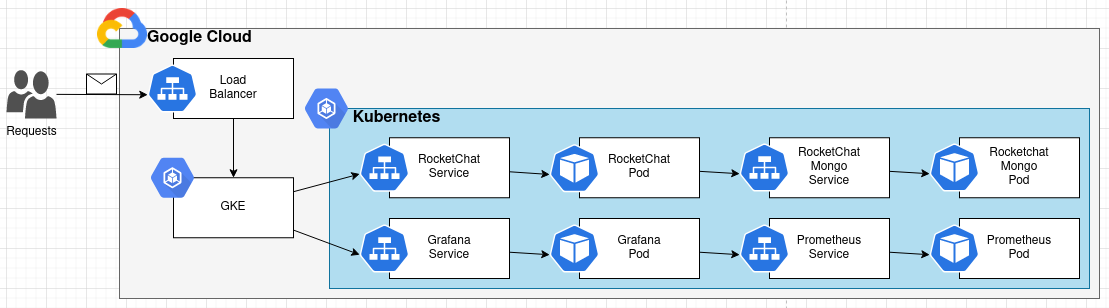 Google Cloud
Load
Balancer
Requests
Kubernetes
RocketChat
Service
RocketChat
Pod
RocketChat
Mongo
Service
Rocketchat
Mongo
Pod
GKE
Grafana
Service
Grafana
Pod
Prometheus
Service
Prometheus
Pod